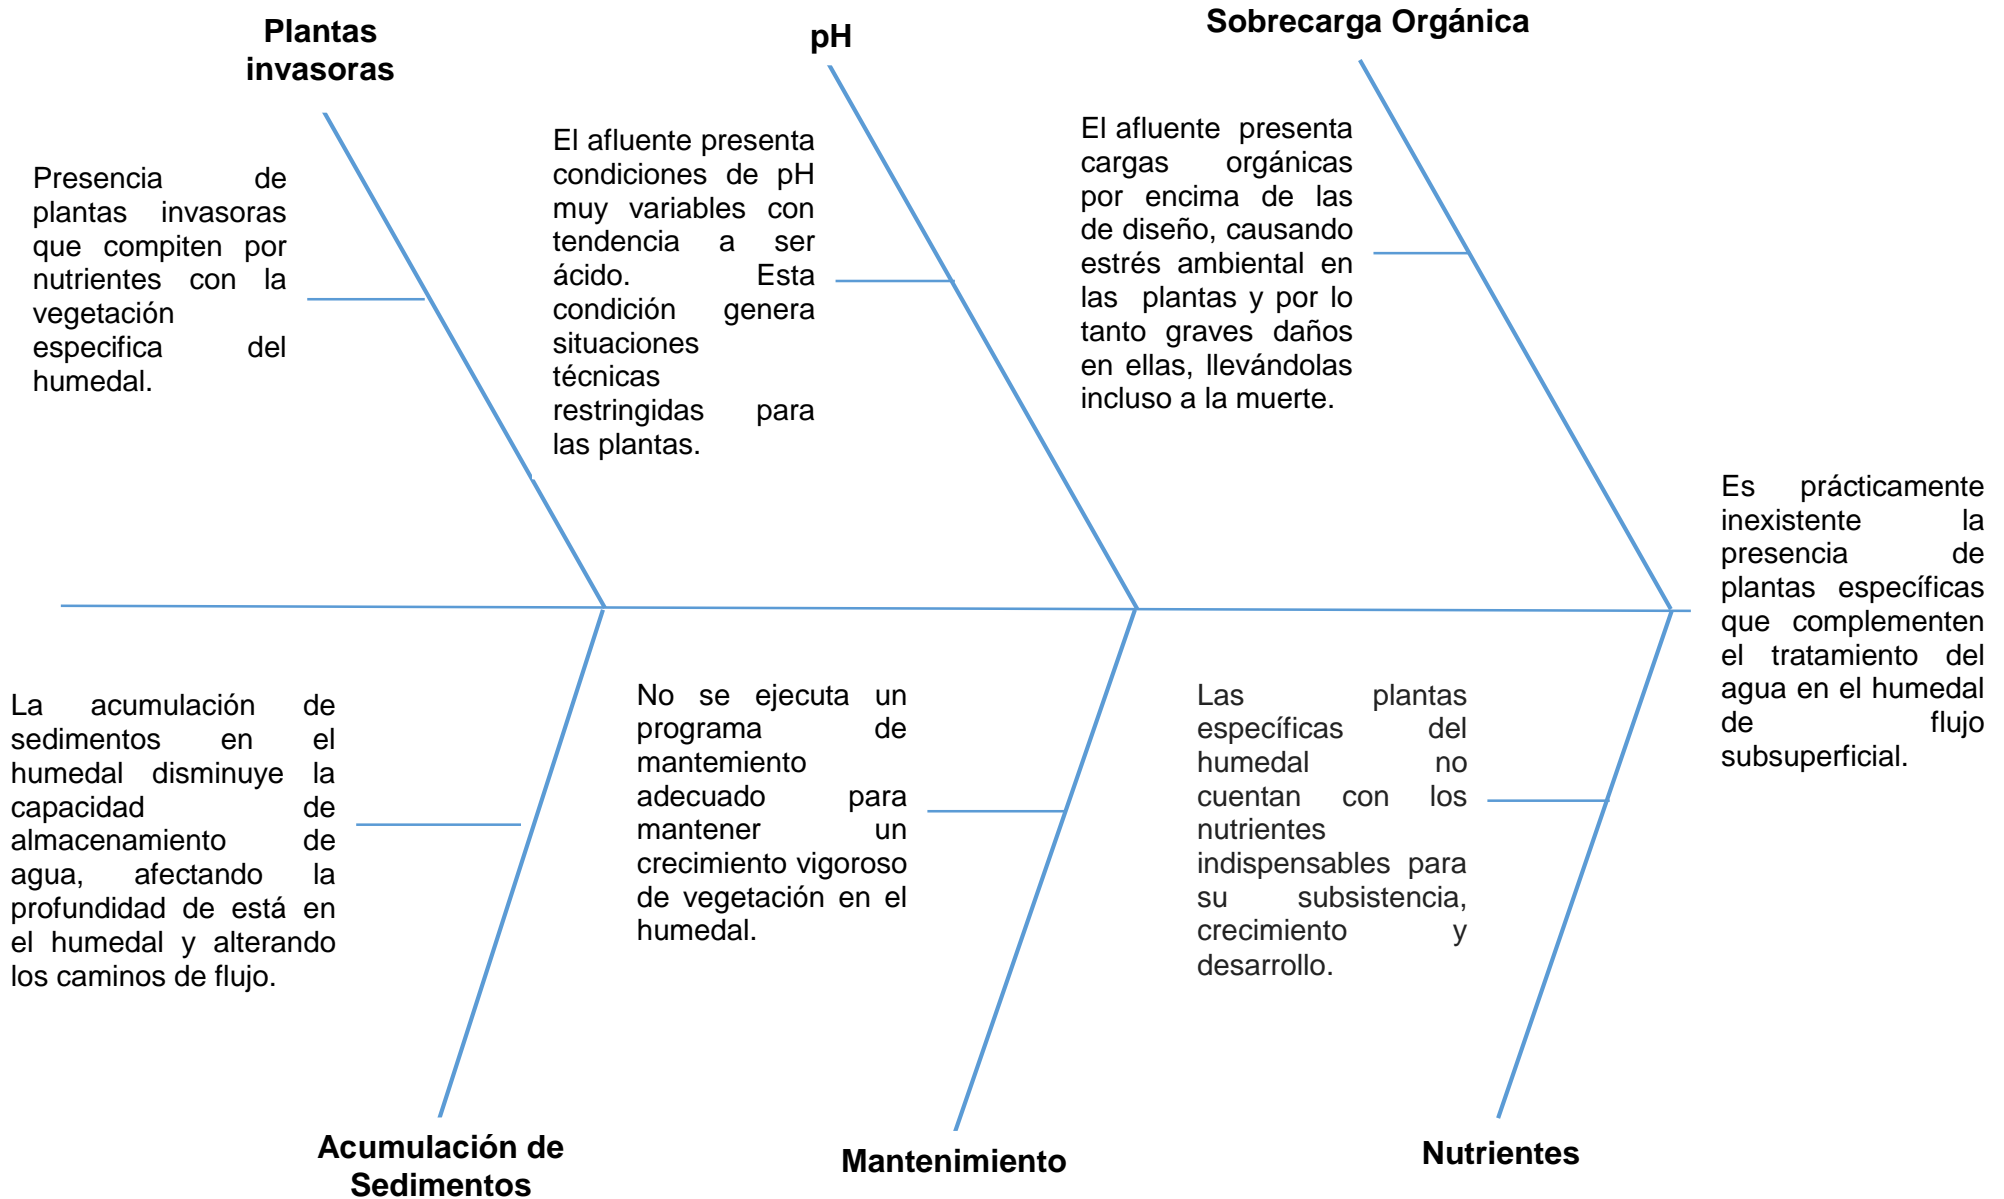 Plantas
invasoras
pH
Sobrecarga Orgánica
Presencia de
plantas invasoras
que compiten por
nutrientes con la
vegetación
especifica del
humedal.
El afluente presenta
condiciones de pH
muy variables con
tendencia a ser
ácido. Esta
condición genera
situaciones
técnicas
restringidas para
las plantas.
El afluente presenta
cargas orgánicas
por encima de las
de diseño, causando
estrés ambiental en
las plantas y por lo
tanto graves daños
en ellas, llevándolas
incluso a la muerte.
Es prácticamente
inexistente la
presencia de
plantas específicas
que complementen
el tratamiento del
agua en el humedal
de flujo
subsuperficial.
La acumulación de
sedimentos en el
humedal disminuye la
capacidad de
almacenamiento de
agua, afectando la
profundidad de está en
el humedal y alterando
los caminos de flujo.
No se ejecuta un
programa de
mantemiento
adecuado para
mantener un
crecimiento vigoroso
de vegetación en el
humedal.
Las plantas
específicas del
humedal no
cuentan con los
nutrientes
indispensables para
su subsistencia,
crecimiento y
desarrollo.
Acumulación de
Sedimentos
Mantenimiento
Nutrientes